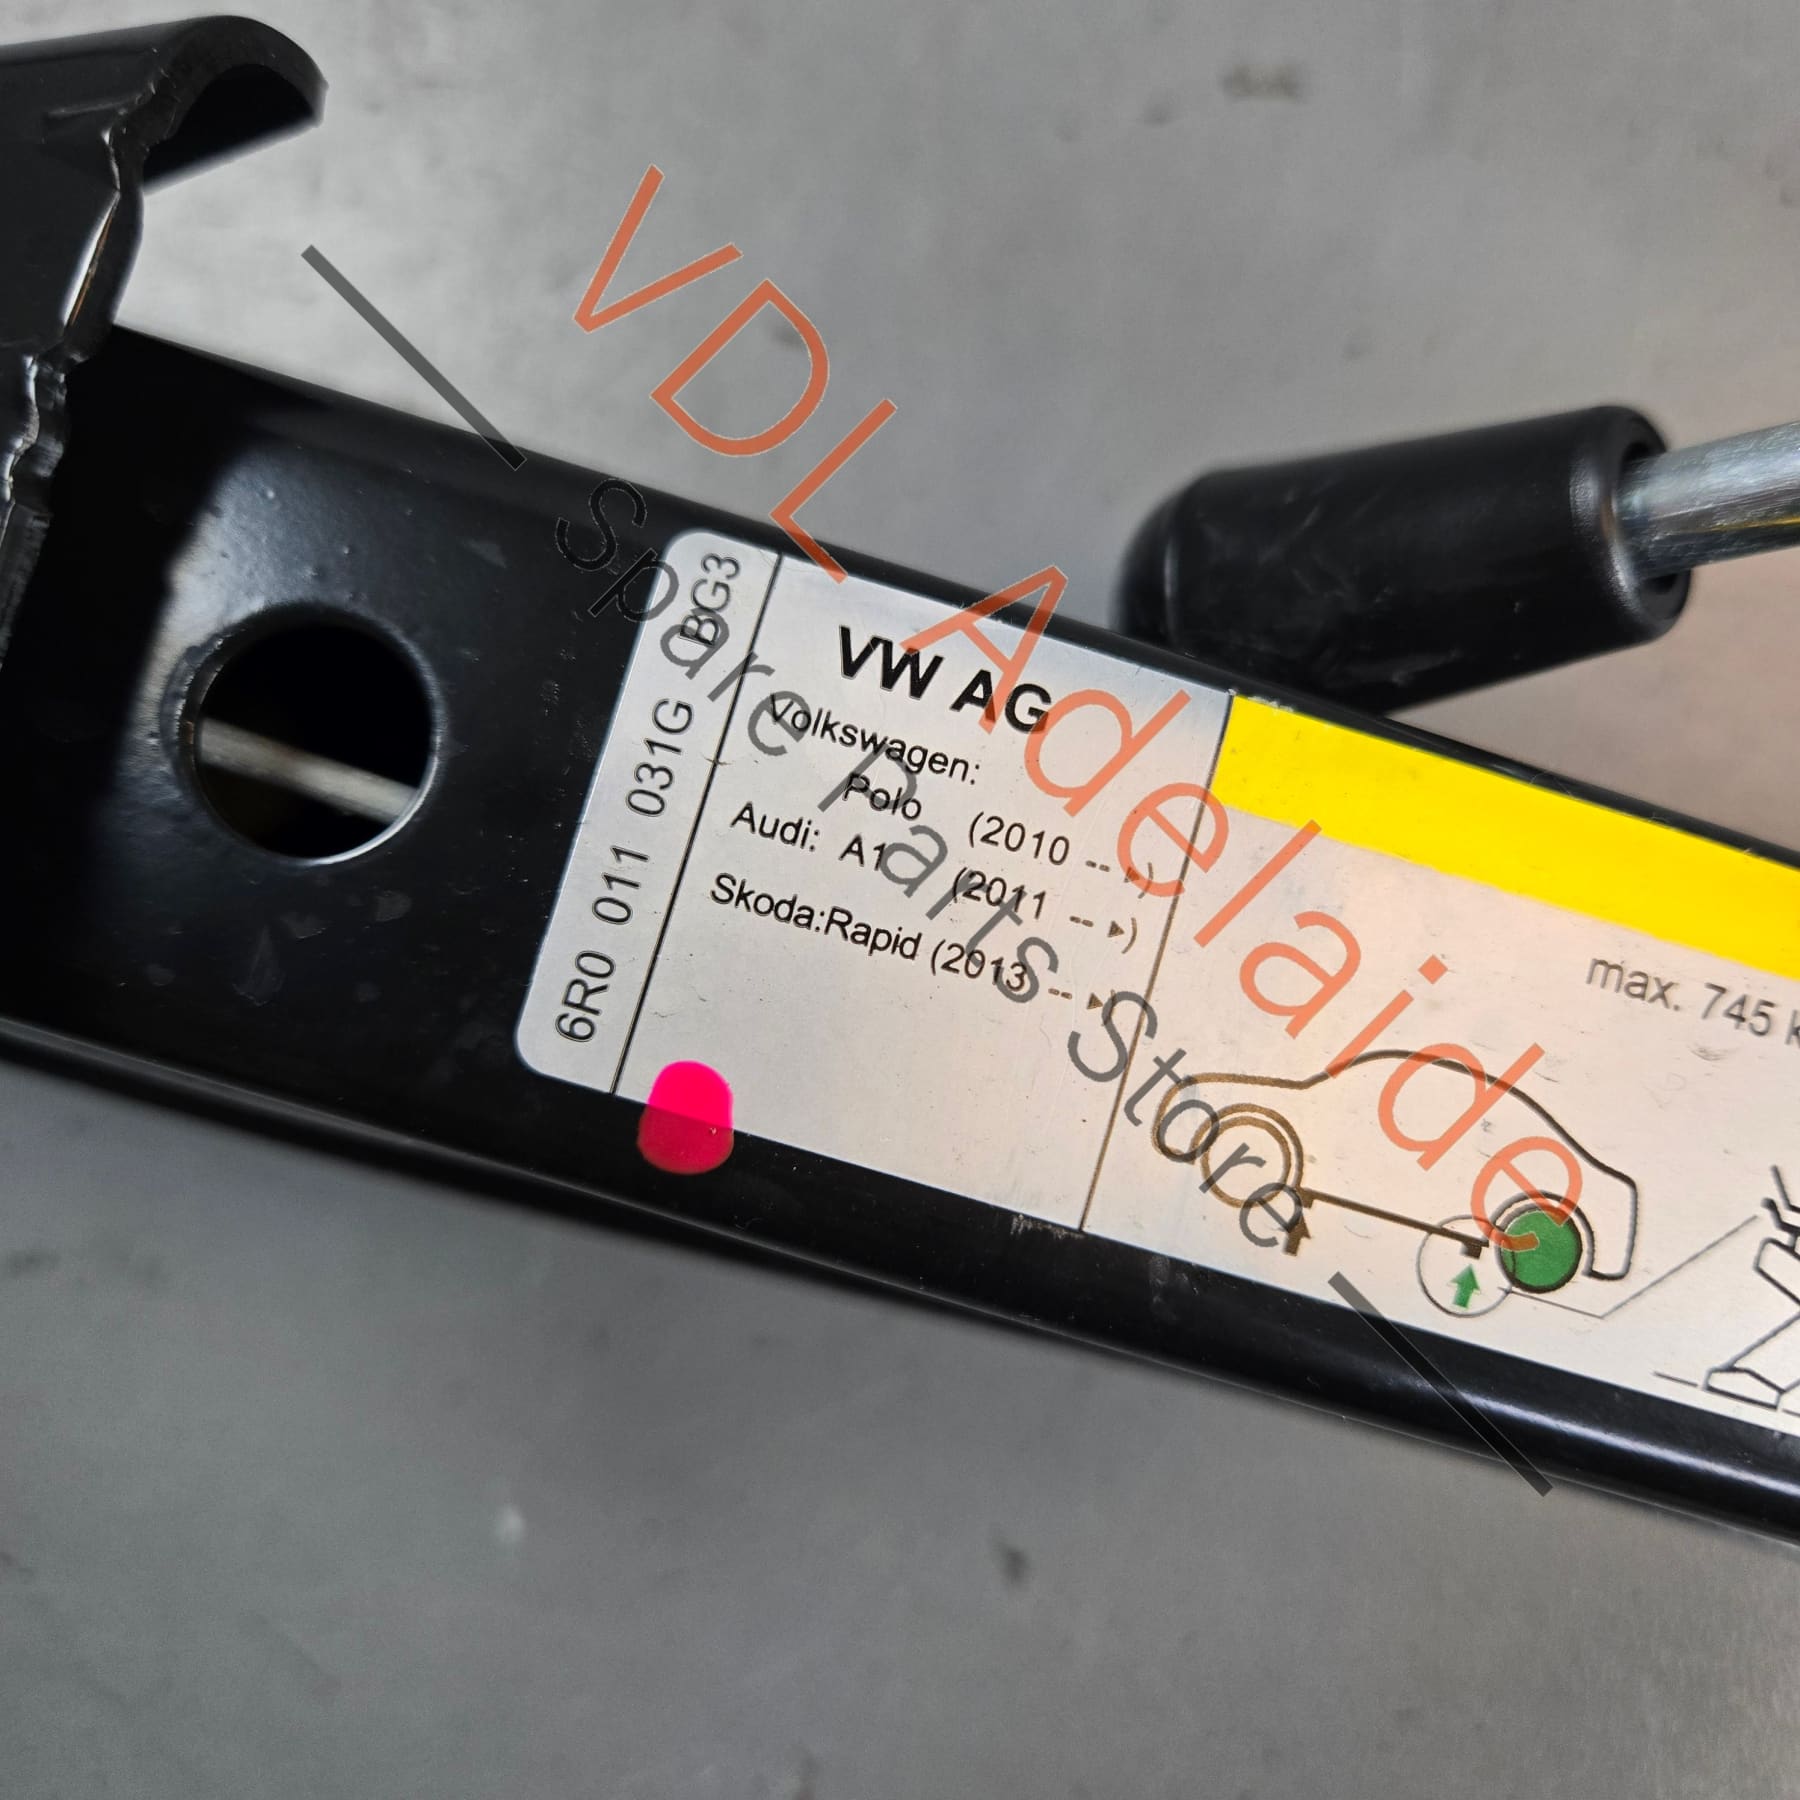 VDL Adelaide
Spare Parts Store
6R0 011 031G BG3
VW AG
Volkswagen:
Polo (2010 -->)
Audi: A1 (2011 -->)
Skoda:Rapid (2013 -->)
max. 745